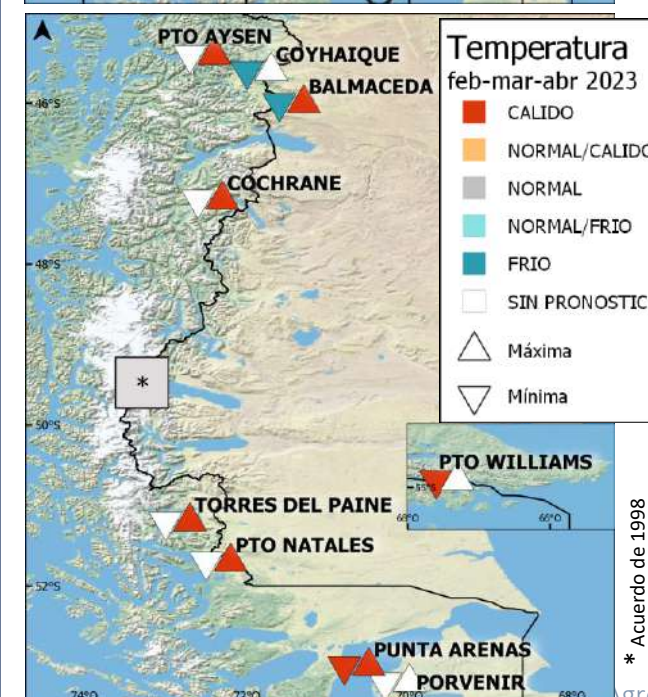 PTO AYSEN
COYHAIQUE
BALMACEDA
46°S
COCHRANE
48°S
*
50°S
TORRES DEL PAINE
PTO NATALES
52°S
PUNTA ARENAS
PORVENIR
74°O
72°O
70°O
68°O
Temperatura
feb-mar-abr 2023
CALIDO
NORMAL/CALIDO
NORMAL
NORMAL/FRIO
FRIO
SIN PRONOSTIC
Máxima
Mínima
PTO WILLIAMS
55°S
68°O
66°O
* Acuerdo de 1998
Agr